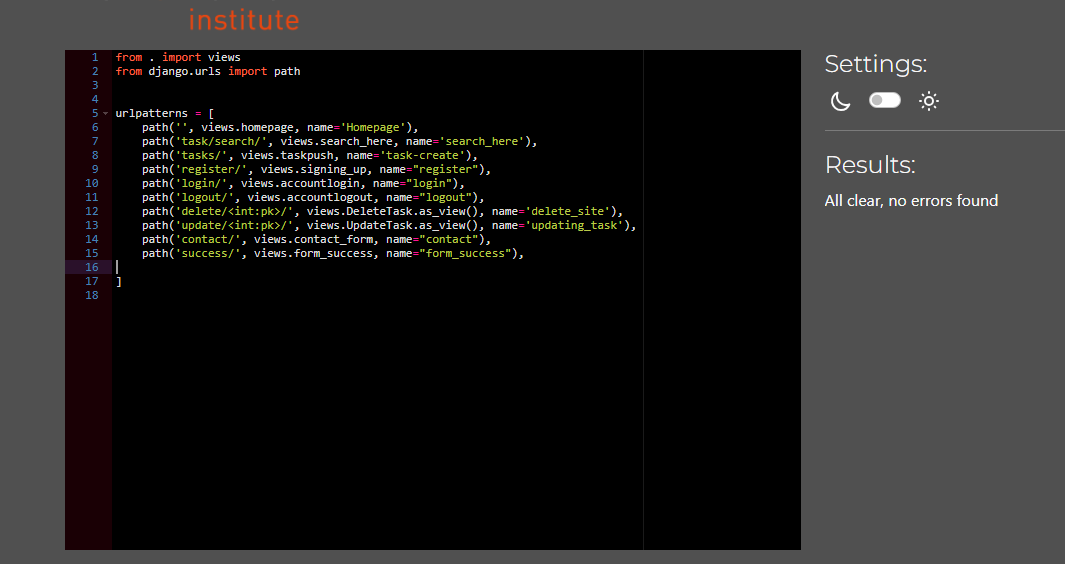 institute
1 from . import views
2 from django.urls import path
3
4
5 urlpatterns = [
6     path('', views.homepage, name='Homepage'),
7     path('task/search/', views.search_here, name='search_here'),
8     path('tasks/', views.taskpush, name='task-create'),
9     path('register/', views.signing_up, name="register"),
10     path('login/', views.accountlogin, name="login"),
11     path('logout/', views.accountlogout, name="logout"),
12     path('delete/<int:pk>/', views.DeleteTask.as_view(), name='delete_site'),
13     path('update/<int:pk>/', views.UpdateTask.as_view(), name='updating_task'),
14     path('contact/', views.contact_form, name="contact"),
15     path('success/', views.form_success, name="form_success"),
16
17 ]
18
Settings:
Results:
All clear, no errors found